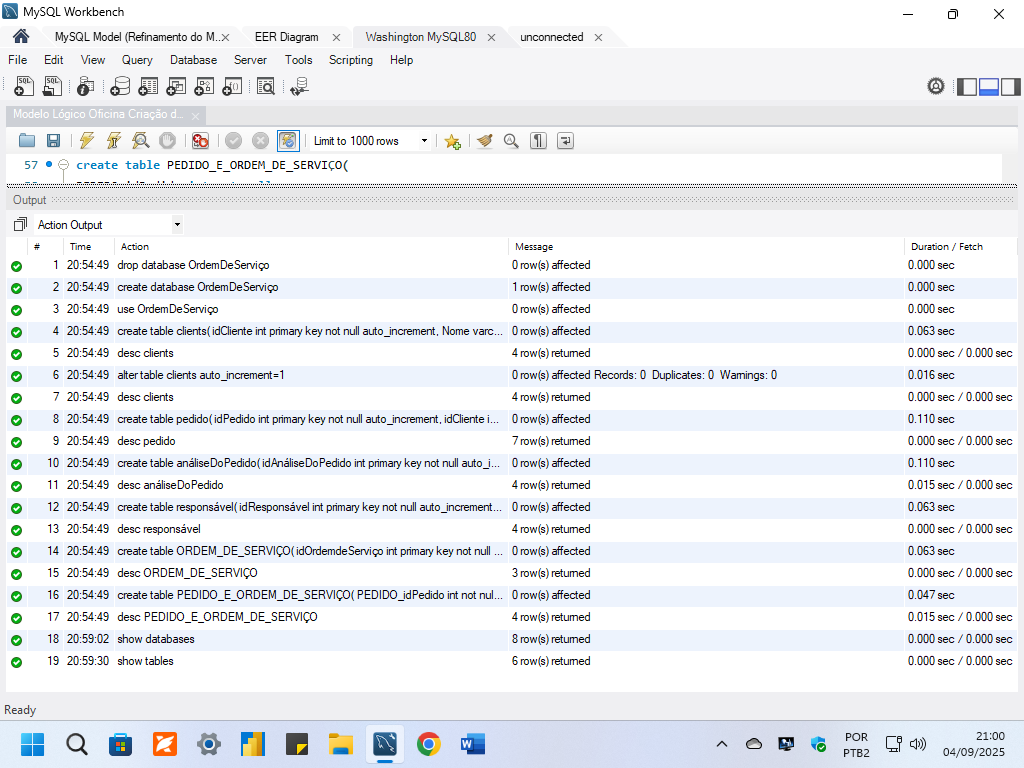 MySQL Workbench
MySQL Model (Refinamento do M... × EER Diagram × Washington MySQL80 × unconnected ×
File Edit View Query Database Server Tools Scripting Help
Modelo Lógico Oficina Criação d... ×
Limit to 1000 rows
57 create table PEDIDO_E_ORDEM_DE_SERVIÇO(
Output
Action Output
# Time Action Message Duration / Fetch
1 20:54:49 drop database OrdemDeServiço 0 row(s) affected 0.000 sec
2 20:54:49 create database OrdemDeServiço 1 row(s) affected 0.000 sec
3 20:54:49 use OrdemDeServiço 0 row(s) affected 0.000 sec
4 20:54:49 create table clients( idCliente int primary key not null auto_increment, Nome varc... 0 row(s) affected 0.063 sec
5 20:54:49 desc clients 4 row(s) returned 0.000 sec / 0.000 sec
6 20:54:49 alter table clients auto_increment=1 0 row(s) affected Records: 0 Duplicates: 0 Warnings: 0 0.016 sec
7 20:54:49 desc clients 4 row(s) returned 0.000 sec / 0.000 sec
8 20:54:49 create table pedido( idPedido int primary key not null auto_increment, idCliente i... 0 row(s) affected 0.110 sec
9 20:54:49 desc pedido 7 row(s) returned 0.000 sec / 0.000 sec
10 20:54:49 create table análiseDoPedido( idAnáliseDoPedido int primary key not null auto_i... 0 row(s) affected 0.110 sec
11 20:54:49 desc análiseDoPedido 4 row(s) returned 0.015 sec / 0.000 sec
12 20:54:49 create table responsável( idResponsável int primary key not null auto_increment... 0 row(s) affected 0.063 sec
13 20:54:49 desc responsável 4 row(s) returned 0.000 sec / 0.000 sec
14 20:54:49 create table ORDEM_DE_SERVIÇO( idOrdemdeServiço int primary key not null ... 0 row(s) affected 0.063 sec
15 20:54:49 desc ORDEM_DE_SERVIÇO 3 row(s) returned 0.000 sec / 0.000 sec
16 20:54:49 create table PEDIDO_E_ORDEM_DE_SERVIÇO( PEDIDO_idPedido int not nul... 0 row(s) affected 0.047 sec
17 20:54:49 desc PEDIDO_E_ORDEM_DE_SERVIÇO 4 row(s) returned 0.015 sec / 0.000 sec
18 20:59:02 show databases 8 row(s) returned 0.000 sec / 0.000 sec
19 20:59:30 show tables 6 row(s) returned 0.000 sec / 0.000 sec
Ready
POR
PTB2
21:00
04/09/2025